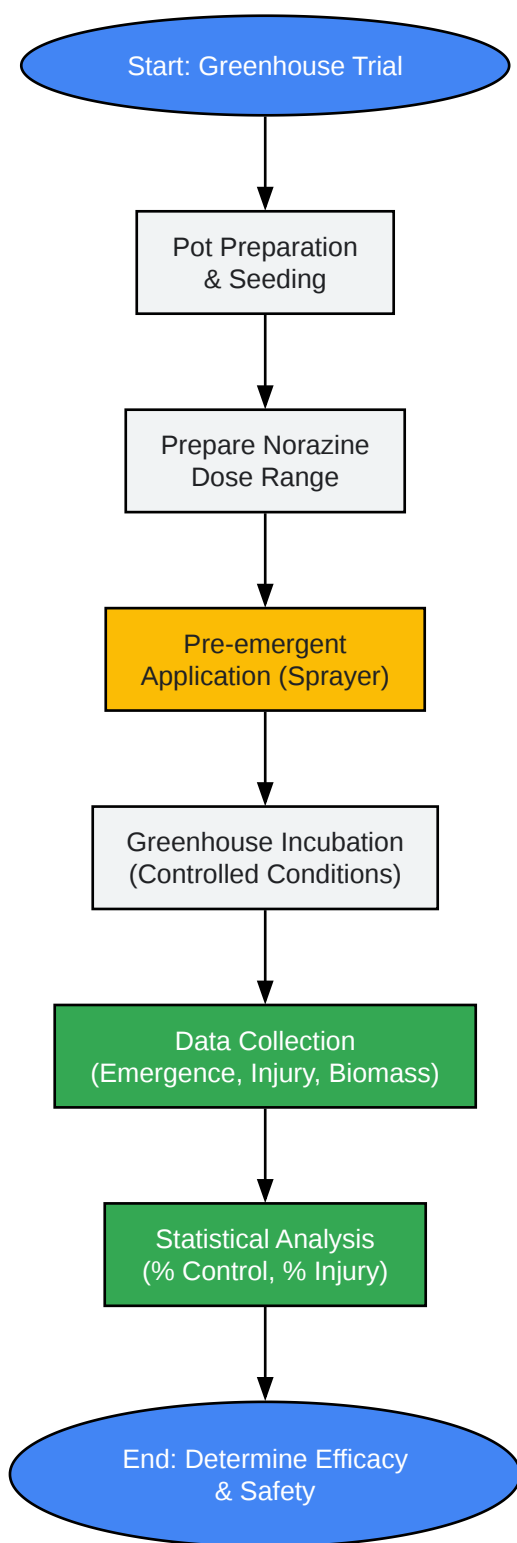 Start: Greenhouse Trial
Pot Preparation
& Seeding
Prepare Norazine
Dose Range
Pre-emergent
Application (Sprayer)
Greenhouse Incubation
(Controlled Conditions)
Data Collection
(Emergence, Injury, Biomass)
Statistical Analysis
(% Control, % Injury)
End: Determine Efficacy
& Safety